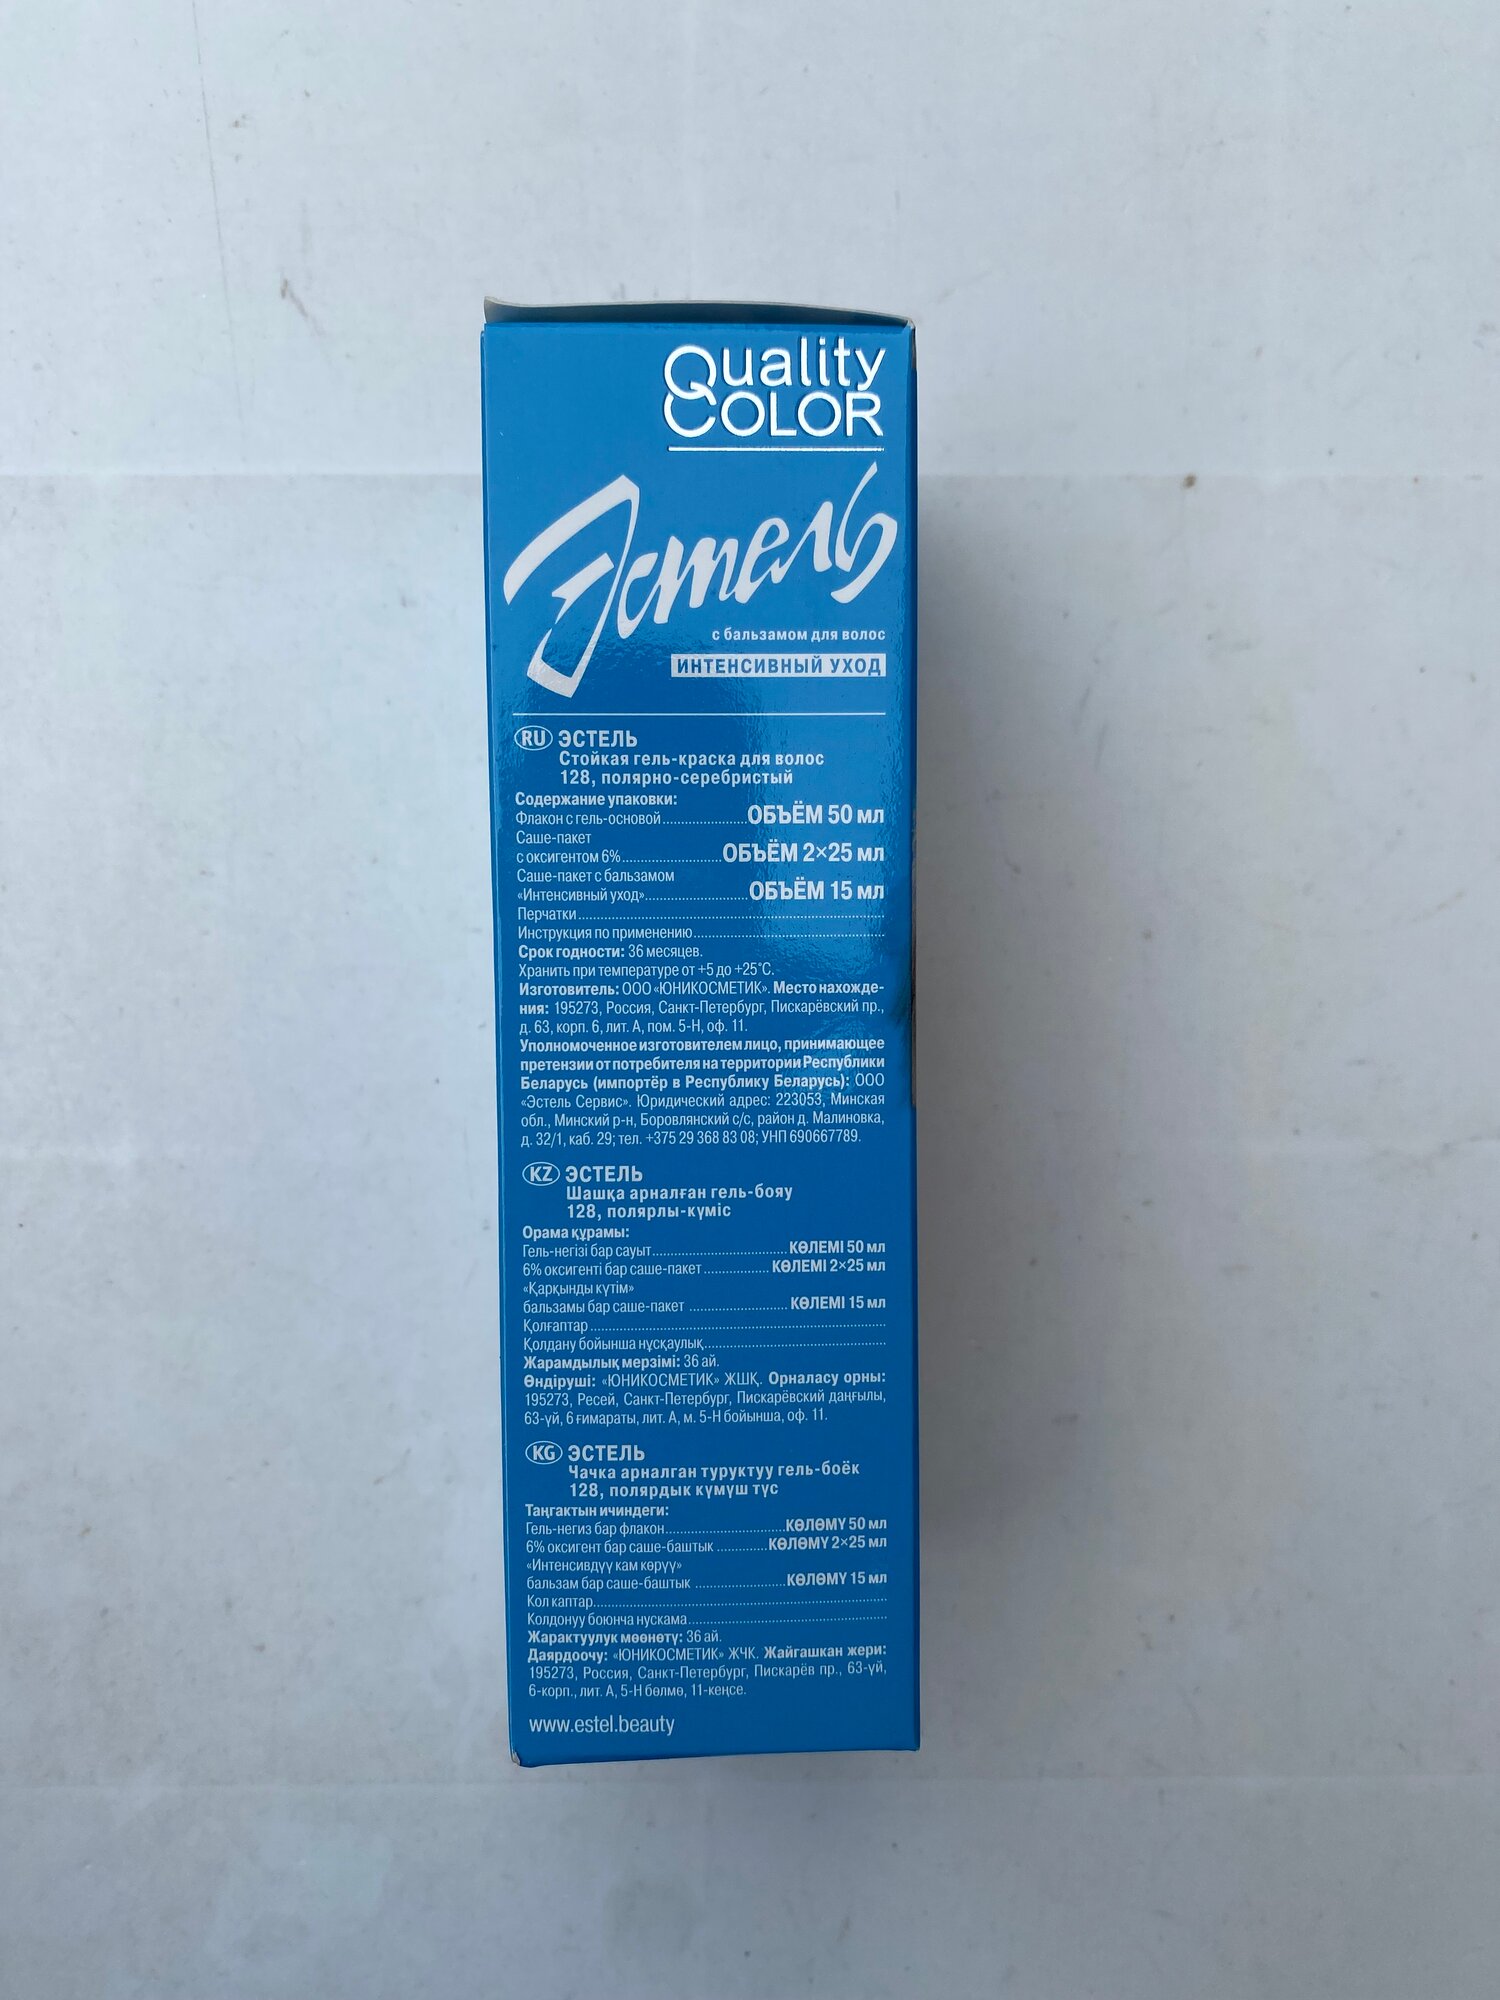 Quality
COLOR
Эстель
с бальзамом для волос
ИНТЕНСИВНЫЙ УХОД
RU ЭСТЕЛЬ
Стойкая гель-краска для волос
128, полярно-серебристый
Содержание упаковки:
Флакон с гель-основой....................ОБЪЁМ 50 мл
Саше-пакет
с оксигентом 6%.......................ОБЪЁМ 2×25 мл
Саше-пакет с бальзамом
«Интенсивный уход»........................ОБЪЁМ 15 мл
Перчатки........................................................................
Инструкция по применению.............................................
Срок годности: 36 месяцев.
Хранить при температуре от +5 до +25°С.
Изготовитель: ООО «ЮНИКОСМЕТИК». Место нахожде-
ния: 195273, Россия, Санкт-Петербург, Пискарёвский пр.,
д. 63, корп. 6, лит. А, пом. 5-Н, оф. 11.
Уполномоченное изготовителем лицо, принимающее
претензии от потребителя на территории Республики
Беларусь (импортёр в Республику Беларусь): ООО
«Эстель Сервис». Юридический адрес: 223053, Минская
обл., Минский р-н, Боровлянский с/с, район д. Малиновка,
д. 32/1, каб. 29; тел. +375 29 368 83 08; УНП 690667789.
KZ ЭСТЕЛЬ
Шашқа арналған гель-бояу
128, полярлы-күміс
Орама құрамы:
Гель-негізі бар сауыт................................КӨЛЕМІ 50 мл
6% оксигенті бар саше-пакет ................КӨЛЕМІ 2×25 мл
«Қарқынды күтім»
бальзамы бар саше-пакет ........................КӨЛЕМІ 15 мл
Қолғаптар ......................................................................
Қолдану бойынша нұсқаулық...........................................
Жарамдылық мерзімі: 36 ай.
Өндіруші: «ЮНИКОСМЕТИК» ЖШҚ. Орналасу орны:
195273, Ресей, Санкт-Петербург, Пискарёвский даңғылы,
63-үй, 6 ғимараты, лит. А, м. 5-Н бойынша, оф. 11.
KG ЭСТЕЛЬ
Чачка арналган туруктуу гель-боёк
128, полярдык күмүш түс
Таңгактын ичиндеги:
Гель-негиз бар флакон.............................КӨЛӨМҮ 50 мл
6% оксигент бар саше-баштык ............КӨЛӨМҮ 2×25 мл
«Интенсивдүү кам көрүү»
бальзам бар саше-баштык ......................КӨЛӨМҮ 15 мл
Кол каптар......................................................................
Колдонуу боюнча нускама...............................................
Жарактуулук мөөнөтү: 36 ай.
Даярдоочу: «ЮНИКОСМЕТИК» ЖЧК. Жайгашкан жери:
195273, Россия, Санкт-Петербург, Пискарёв пр., 63-үй,
6-корп., лит. А, 5-Н бөлмө, 11-кеңсе.
www.estel.beauty